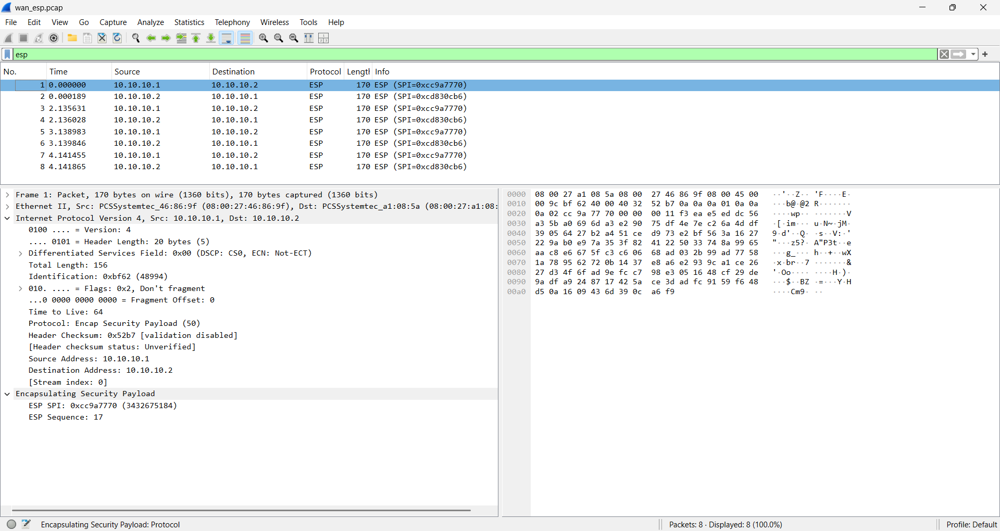 wan_esp.pcap
File Edit View Go Capture Analyze Statistics Telephony Wireless Tools Help
esp
No. Time Source Destination Protocol Lengtl Info
1 0.000000 10.10.10.1 10.10.10.2 ESP 170 ESP (SPI=0xcc9a7770)
2 0.000189 10.10.10.2 10.10.10.1 ESP 170 ESP (SPI=0xcd830cb6)
3 2.135631 10.10.10.1 10.10.10.2 ESP 170 ESP (SPI=0xcc9a7770)
4 2.136028 10.10.10.2 10.10.10.1 ESP 170 ESP (SPI=0xcd830cb6)
5 3.138983 10.10.10.1 10.10.10.2 ESP 170 ESP (SPI=0xcc9a7770)
6 3.139846 10.10.10.2 10.10.10.1 ESP 170 ESP (SPI=0xcd830cb6)
7 4.141455 10.10.10.1 10.10.10.2 ESP 170 ESP (SPI=0xcc9a7770)
8 4.141865 10.10.10.2 10.10.10.1 ESP 170 ESP (SPI=0xcd830cb6)
Frame 1: Packet, 170 bytes on wire (1360 bits), 170 bytes captured (1360 bits)
Ethernet II, Src: PCSSystemtec_46:86:9f (08:00:27:46:86:9f), Dst: PCSSystemtec_a1:08:5a (08:00:27:a1:08:
Internet Protocol Version 4, Src: 10.10.10.1, Dst: 10.10.10.2
0100 .... = Version: 4
.... 0101 = Header Length: 20 bytes (5)
Differentiated Services Field: 0x00 (DSCP: CS0, ECN: Not-ECT)
Total Length: 156
Identification: 0xbf62 (48994)
010. .... = Flags: 0x2, Don't fragment
...0 0000 0000 0000 = Fragment Offset: 0
Time to Live: 64
Protocol: Encap Security Payload (50)
Header Checksum: 0x52b7 [validation disabled]
[Header checksum status: Unverified]
Source Address: 10.10.10.1
Destination Address: 10.10.10.2
[Stream index: 0]
Encapsulating Security Payload
ESP SPI: 0xcc9a7770 (3432675184)
ESP Sequence: 17
0000 08 00 27 a1 08 5a 08 00 27 46 86 9f 08 00 45 00 ··'··Z·· 'F····E·
0010 00 9c bf 62 40 00 40 32 52 b7 0a 0a 0a 01 0a 0a ···b@·@2 R·······
0020 0a 02 cc 9a 77 70 00 00 00 11 f3 ea e5 ed dc 56 ····wp·· ·······V
0030 a3 5b a0 69 6d a3 e2 90 75 df 4e 7e c2 6a 4d df ·[·im··· u·N~·jM·
0040 39 05 64 27 b2 a4 51 ce d9 73 e2 bf 56 3a 16 27 9·d'··Q· ·s··V:·'
0050 22 9a b0 e9 7a 35 3f 82 41 22 50 33 74 8a 99 65 "···z5?· A"P3t··e
0060 aa c8 e6 67 5f c3 c6 06 68 ad 03 2b 99 ad 77 58 ···g_··· h··+··wX
0070 1a 78 95 62 72 0b 14 37 e8 a6 e2 93 9c a1 ce 26 ·x·br··7 ·······&
0080 27 d3 4f 6f ad 9e fc c7 98 e3 05 16 48 cf 29 de '·Oo···· ····H·)·
0090 9a df a9 24 87 17 42 5a ce 3d ad fc 91 59 f6 48 ···$··BZ ·=···Y·H
00a0 d5 0a 16 09 43 6d 39 0c a6 f9 ····Cm9· ··
Encapsulating Security Payload: Protocol
Packets: 8 · Displayed: 8 (100.0%)
Profile: Default